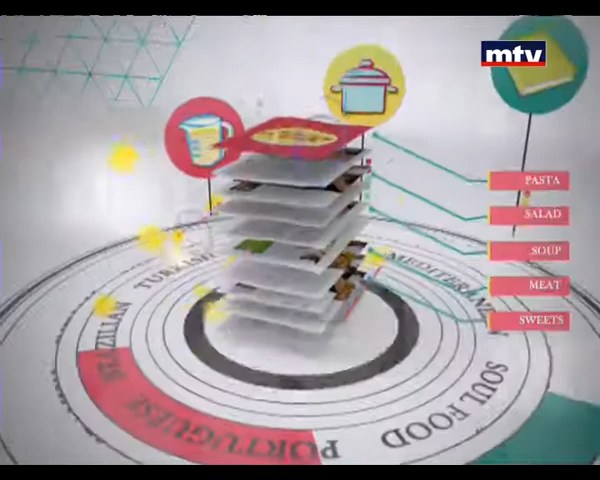 mtv
PASTA
SALAD
SOUP
MEAT
SWEETS
TURKISH
MEDITERRANEAN
BRAZILIAN
PORTUGUESE
SOUL FOOD